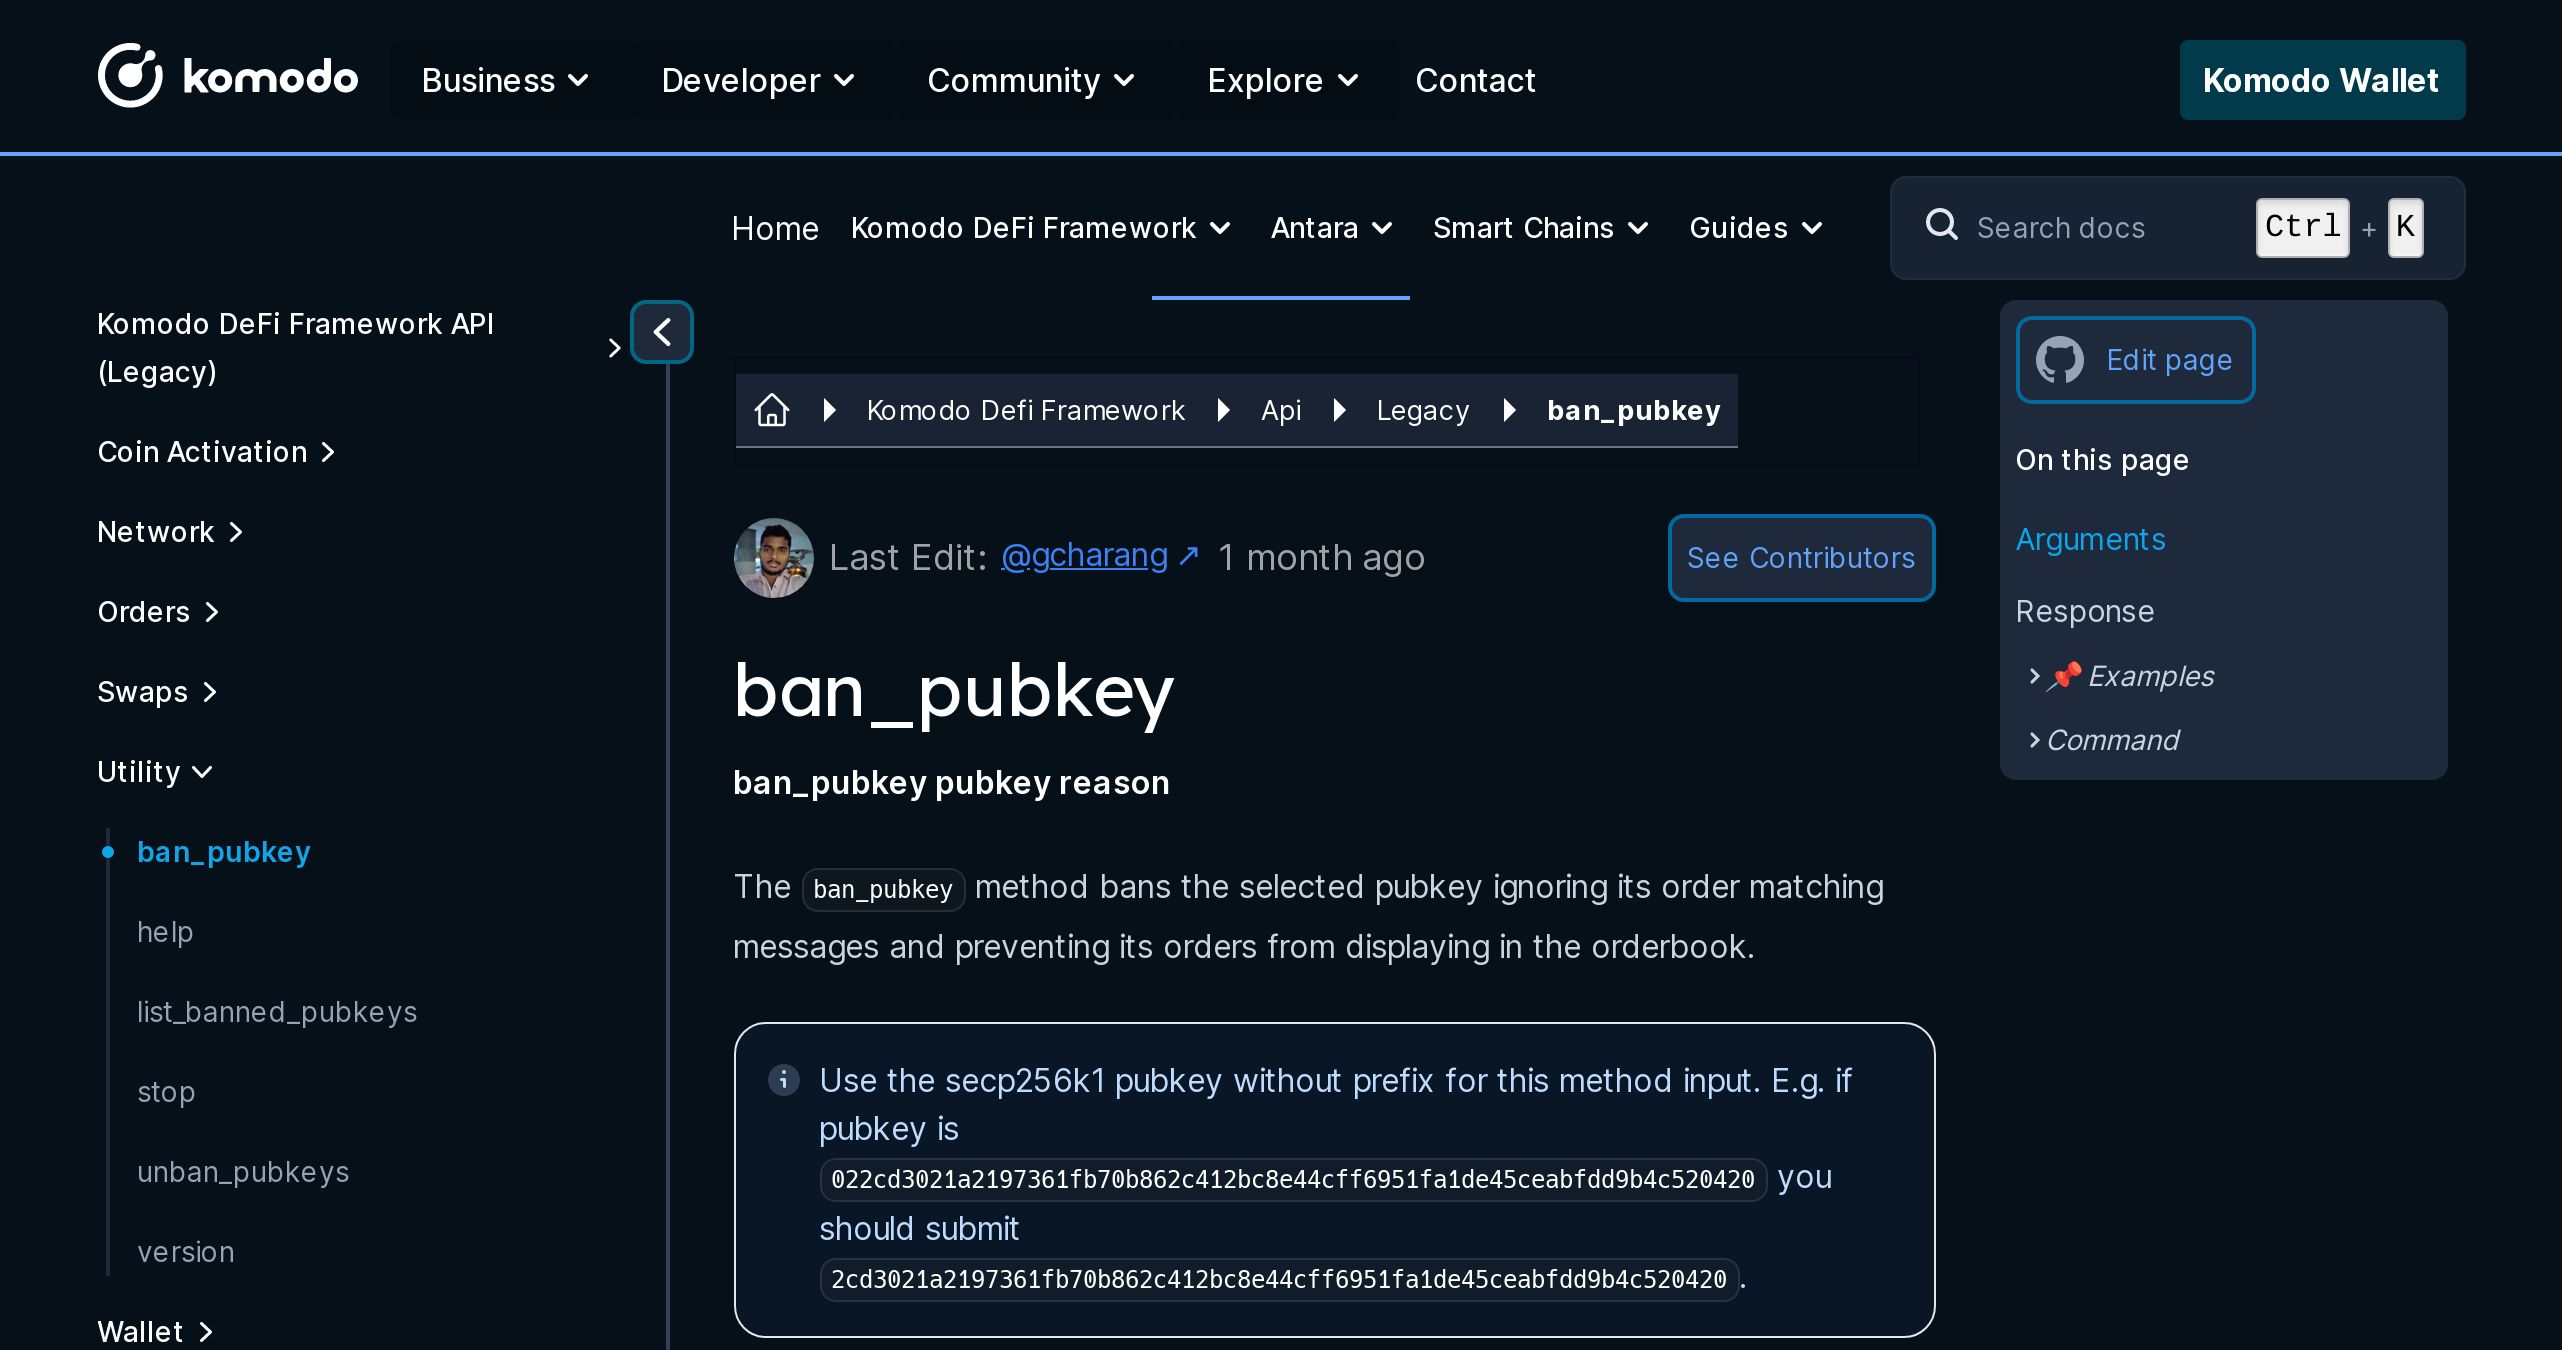 komodo
Business
Developer
Community
Explore
Contact
Komodo Wallet
Home
Komodo DeFi Framework
Antara
Smart Chains
Guides
Search docs
Ctrl + K
Komodo DeFi Framework API
(Legacy)
Coin Activation
Network
Orders
Swaps
Utility
ban_pubkey
help
list_banned_pubkeys
stop
unban_pubkeys
version
Wallet
Komodo Defi Framework
Api
Legacy
ban_pubkey
Last Edit: @gcharang ↗ 1 month ago
See Contributors
ban_pubkey
ban_pubkey pubkey reason
The ban_pubkey method bans the selected pubkey ignoring its order matching
messages and preventing its orders from displaying in the orderbook.
Use the secp256k1 pubkey without prefix for this method input. E.g. if
pubkey is
022cd3021a2197361fb70b862c412bc8e44cff6951fa1de45ceabfdd9b4c520420 you
should submit
2cd3021a2197361fb70b862c412bc8e44cff6951fa1de45ceabfdd9b4c520420.
Edit page
On this page
Arguments
Response
📌 Examples
Command